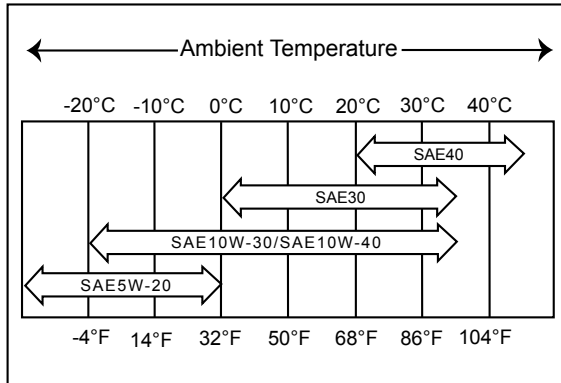 Ambient Temperature
-20°C -10°C 0°C 10°C 20°C 30°C 40°C
SAE40
SAE30
SAE10W-30/SAE10W-40
SAE5W-20
-4°F 14°F 32°F 50°F 68°F 86°F 104°F